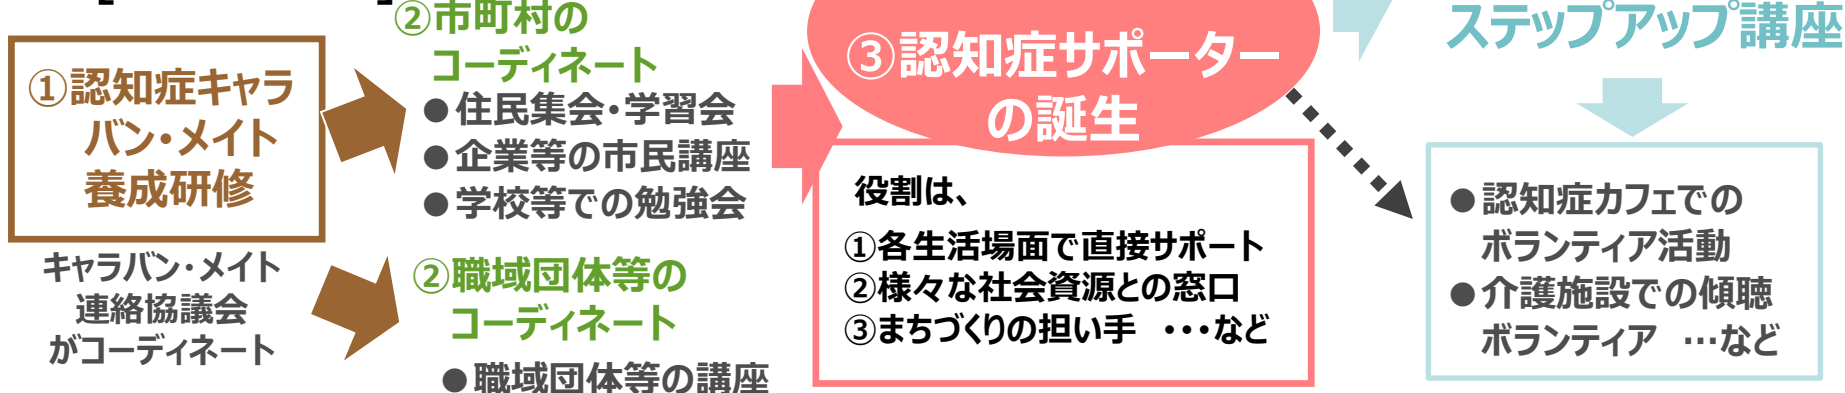 ①認知症キャラ
バン・メイト
養成研修
キャラバン・メイト
連絡協議会
がコーディネート
②市町村の
コーディネート
●住民集会・学習会
●企業等の市民講座
●学校等での勉強会
②職域団体等の
コーディネート
●職域団体等の講座
③認知症サポーター
の誕生
役割は、
①各生活場面で直接サポート
②様々な社会資源との窓口
③まちづくりの担い手 ・・・など
ステップアップ講座
●認知症カフェでの
ボランティア活動
●介護施設での傾聴
ボランティア …など